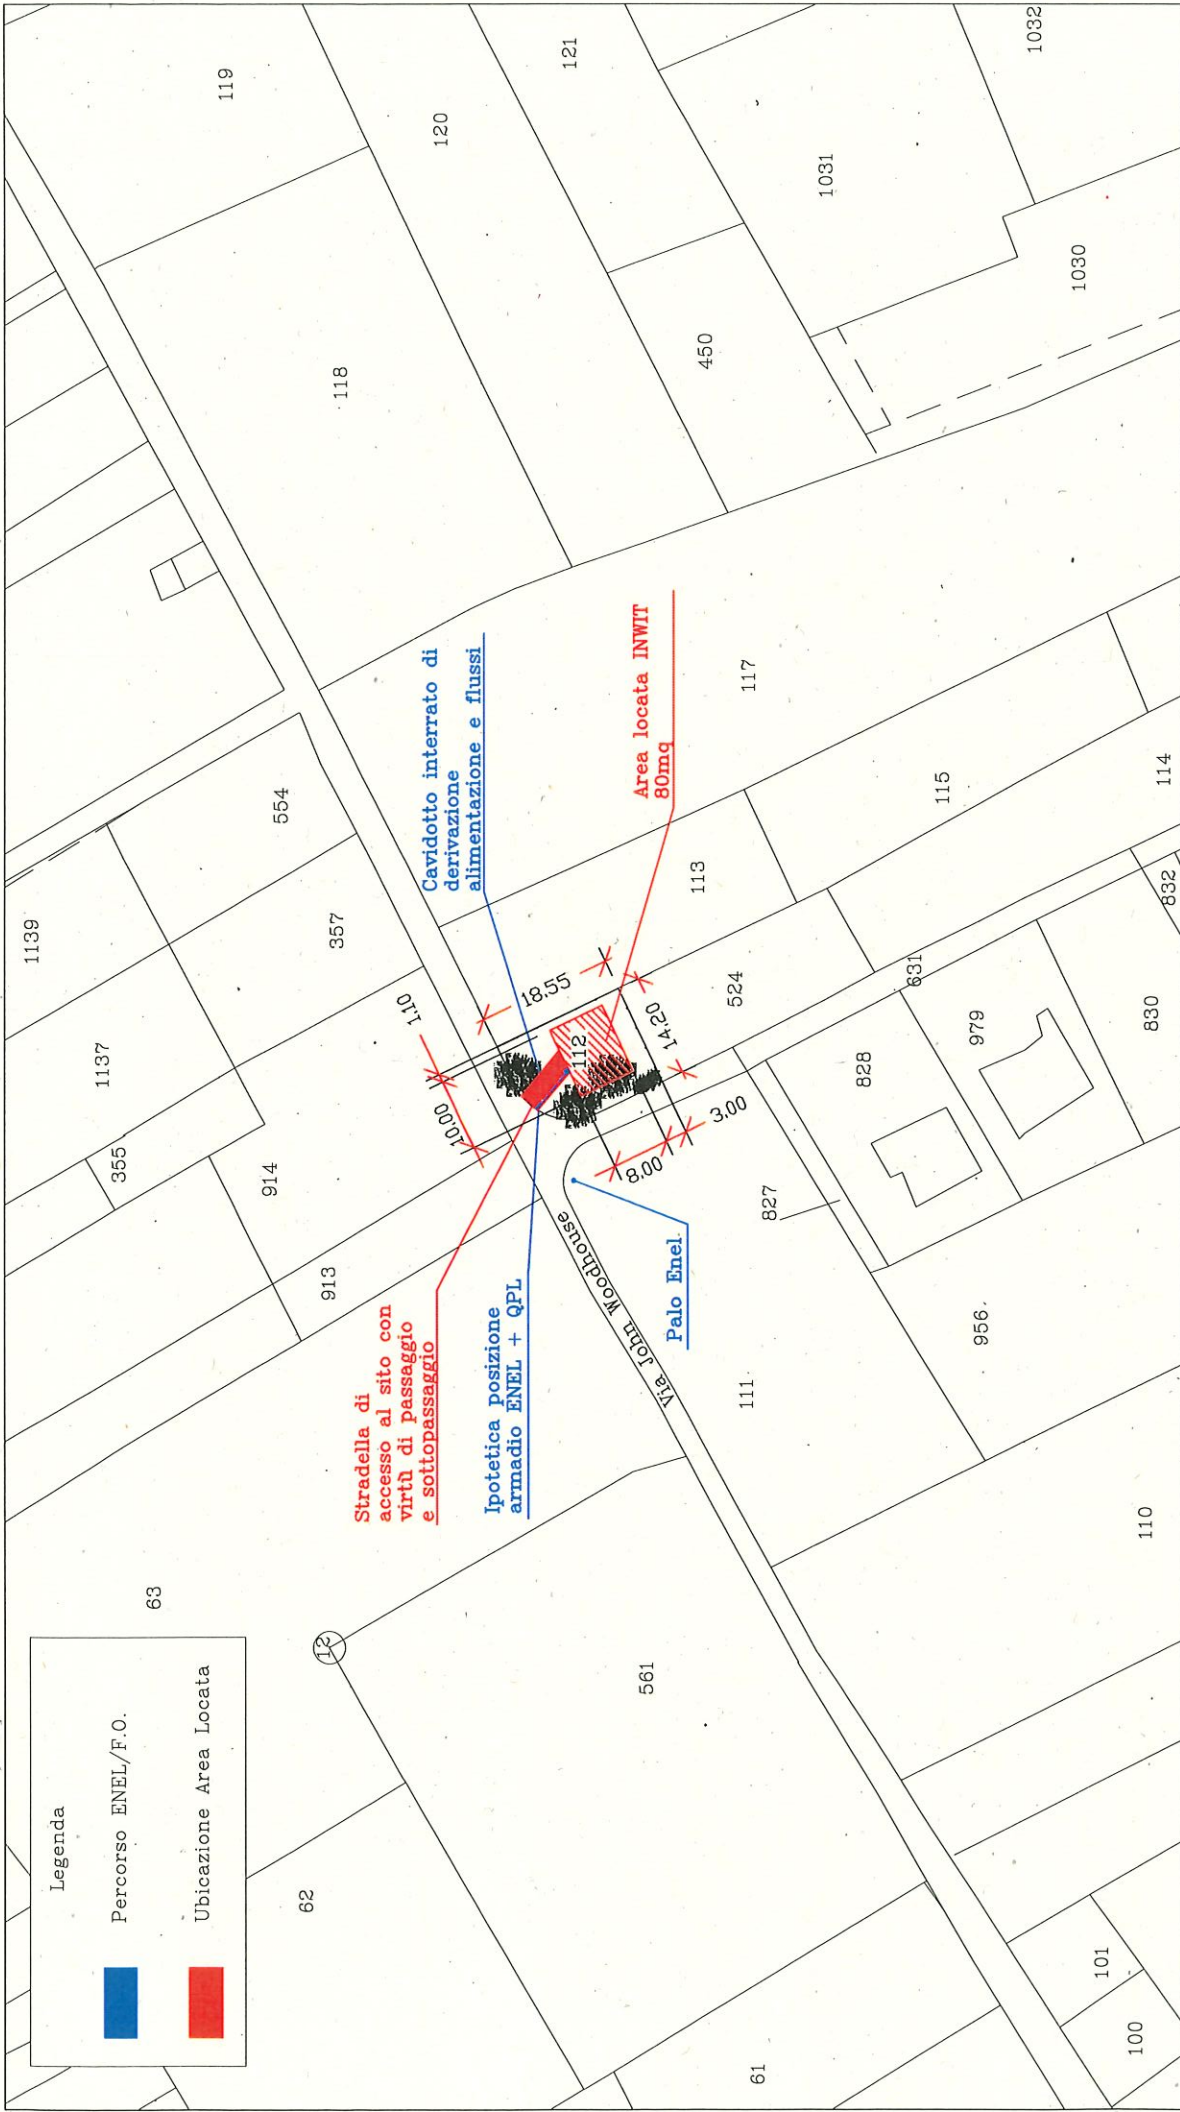 Legenda
Percorso ENEL/F.O.
Ubicazione Area Locata
Stradella di
accesso al sito con
virtù di passaggio
e sottopassaggio
Ipotetica posizione
armadio ENEL + QPL
Cavidotto interrato di
derivazione
alimentazione e flussi
Area locata INWIT
80mq
Palo Enel
Via John Woodhouse
12
63
62
61
561
100
101
110
111
913
914
355
1137
1139
357
554
118
119
120
121
450
1031
1032
1030
117
115
114
113
112
524
631
832
830
979
828
827
956
1,10
10,00
18,55
14,20
8,00
3,00